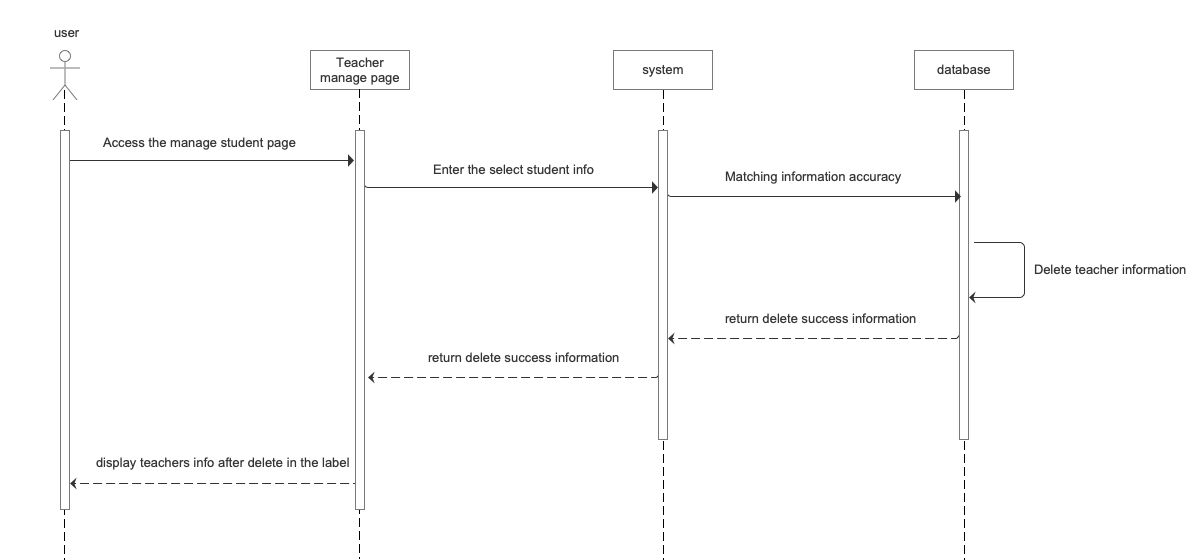 user
Teacher
manage page
system
database
Access the manage student page
Enter the select student info
Matching information accuracy
Delete teacher information
return delete success information
return delete success information
display teachers info after delete in the label